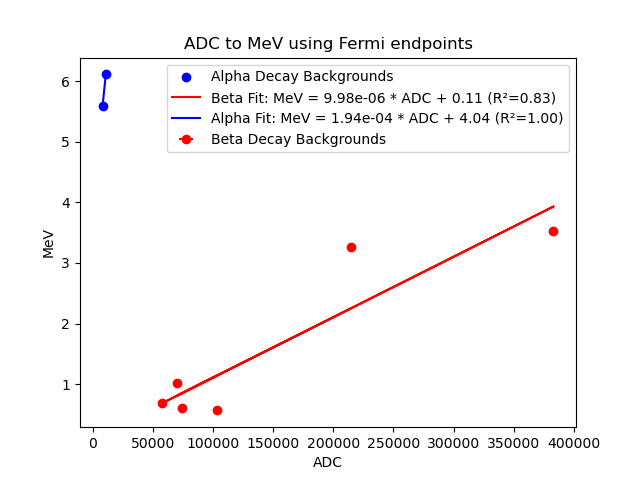 ADC to MeV using Fermi endpoints
Alpha Decay Backgrounds
Beta Fit: MeV = 9.98e-06 * ADC + 0.11 (R²=0.83)
Alpha Fit: MeV = 1.94e-04 * ADC + 4.04 (R²=1.00)
Beta Decay Backgrounds
6
5
4
3
2
1
MeV
0 50000 100000 150000 200000 250000 300000 350000 400000
ADC